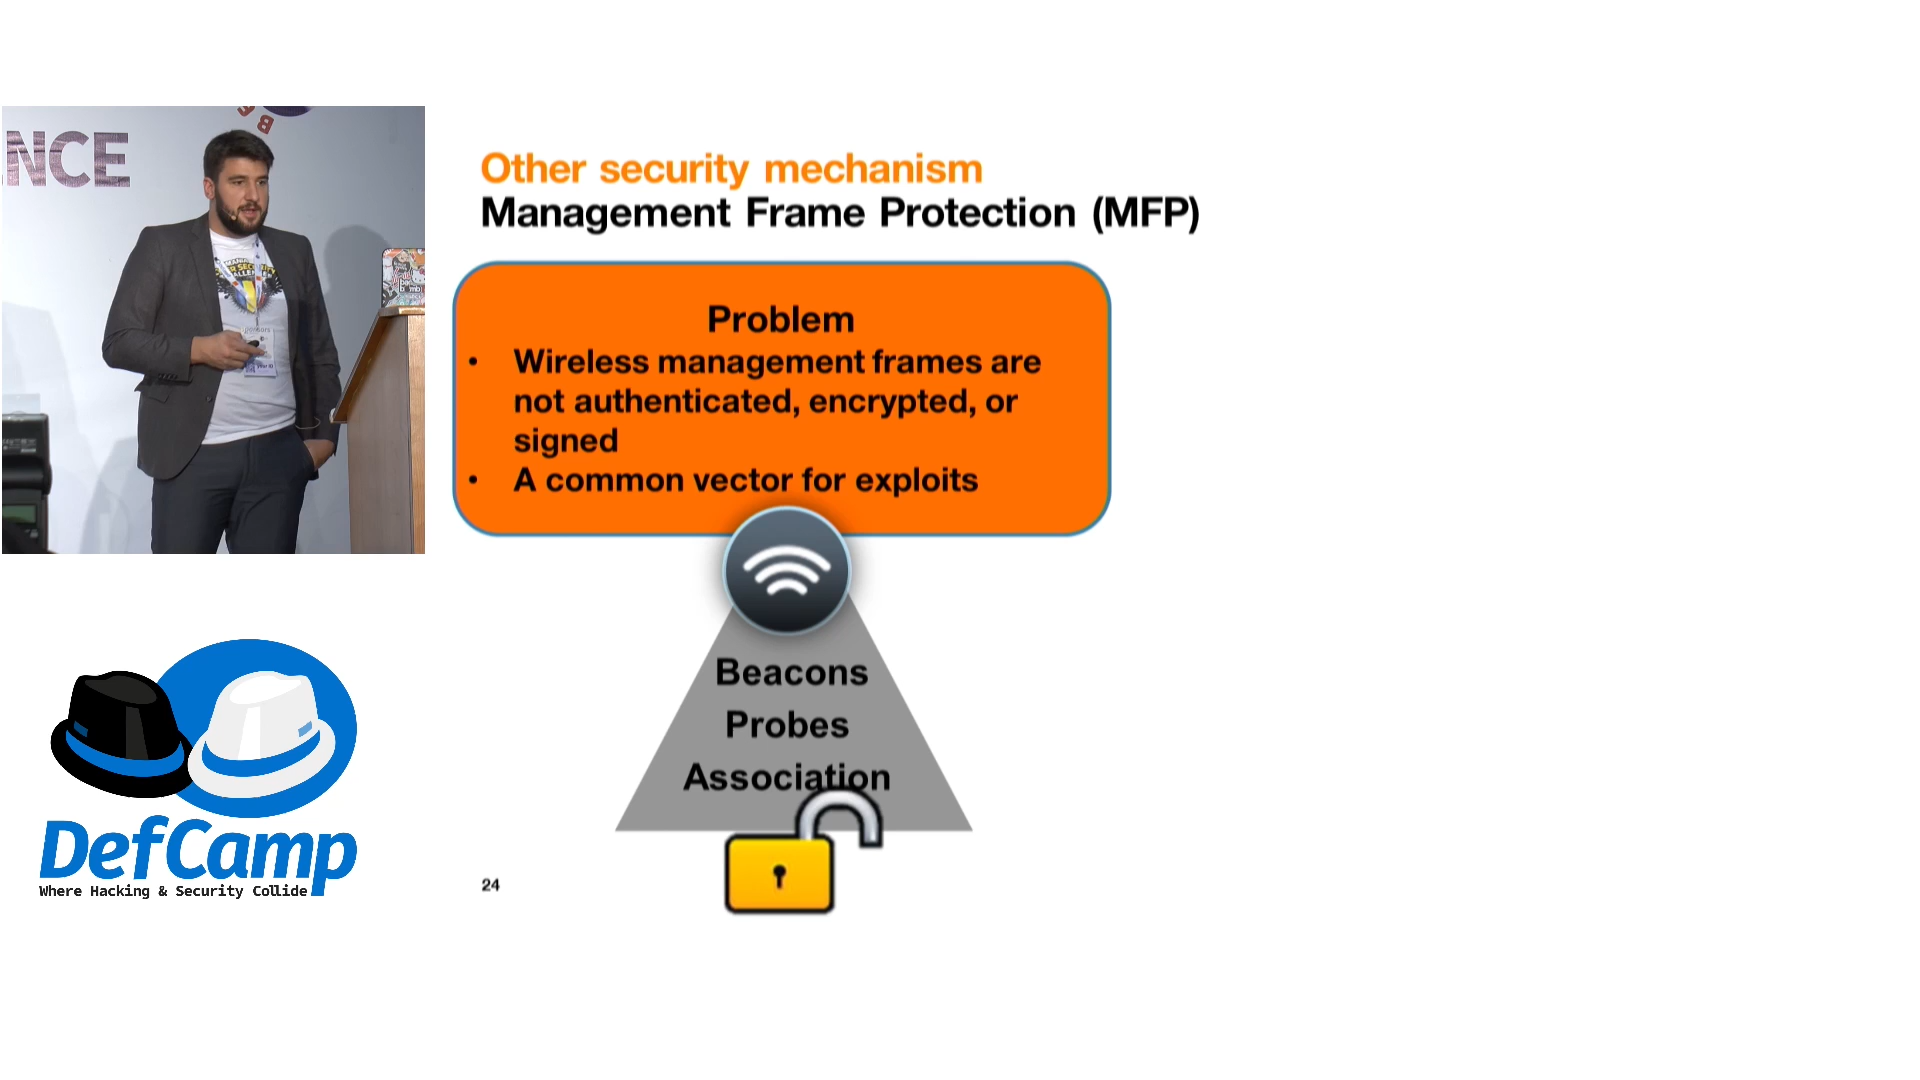 NCE
Other security mechanism
Management Frame Protection (MFP)
Problem
• Wireless management frames are
not authenticated, encrypted, or
signed
• A common vector for exploits
Beacons
Probes
Association
24
DefCamp
Where Hacking & Security Collide